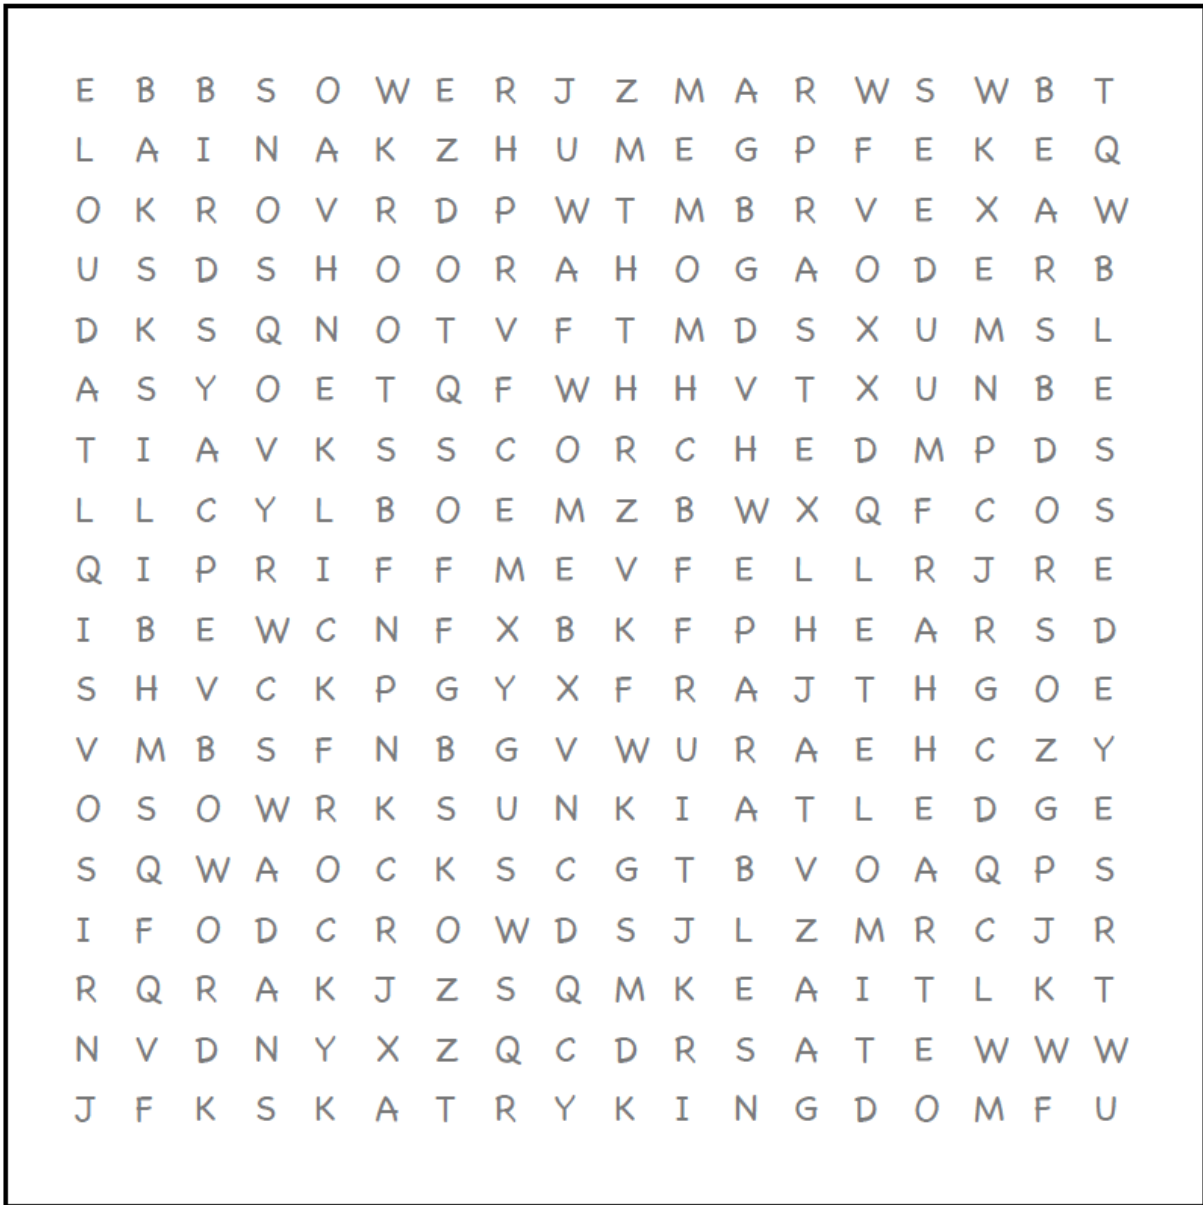 E B B S O W E R J Z M A R W S W B T
L A I N A K Z H U M E G P F E K E Q
O K R O V R D P W T M B R V E X A W
U S D S H O O R A H O G A O D E R B
D K S Q N O T V F T M D S X U M S L
A S Y O E T Q F W H H V T X U N B E
T I A V K S S C O R C H E D M P D S
L L C Y L B O E M Z B W X Q F C O S
Q I P R I F F M E V F E L L R J R E
I B E W C N F X B K F P H E A R S D
S H V C K P G Y X F R A J T H G O E
V M B S F N B G V W U R A E H C Z Y
O S O W R K S U N K I A T L E D G E
S Q W A O C K S C G T B V O A Q P S
I F O D C R O W D S J L Z M R C J R
R Q R A K J Z S Q M K E A I T L K T
N V D N Y X Z Q C D R S A T E W W W
J F K S K A T R Y K I N G D O M F U